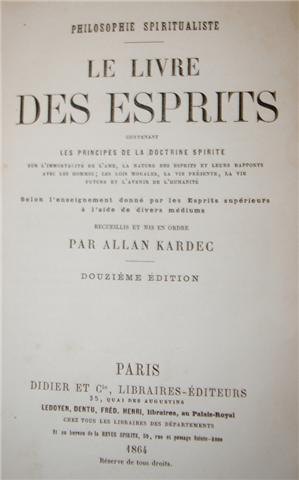 PHILOSOPHIE SPIRITUALISTE
LE LIVRE
DES ESPRITS
CONTENANT
LES PRINCIPES DE LA DOCTRINE SPIRITE
SUR L'IMMORTALITÉ DE L'AME, LA NATURE DES ESPRITS ET LEURS RAPPORTS
AVEC LES HOMMES; LES LOIS MORALES, LA VIE PRÉSENTE, LA VIE
FUTURE ET L'AVENIR DE L'HUMANITÉ
Selon l'enseignement donné par les Esprits supérieurs
à l'aide de divers médiums
RECUEILLIS ET MIS EN ORDRE
PAR ALLAN KARDEC
DOUZIÈME ÉDITION
PARIS
DIDIER ET Cie, LIBRAIRES-ÉDITEURS
35, QUAI DES AUGUSTINS
LEDOYEN, DENTU, FRÉD. HENRI, libraires, au Palais-Royal
CHEZ TOUS LES LIBRAIRES DES DÉPARTEMENTS
Et au bureau de la REVUE SPIRITE, 59, rue et passage Sainte-Anne
1864
Réserve de tous droits.